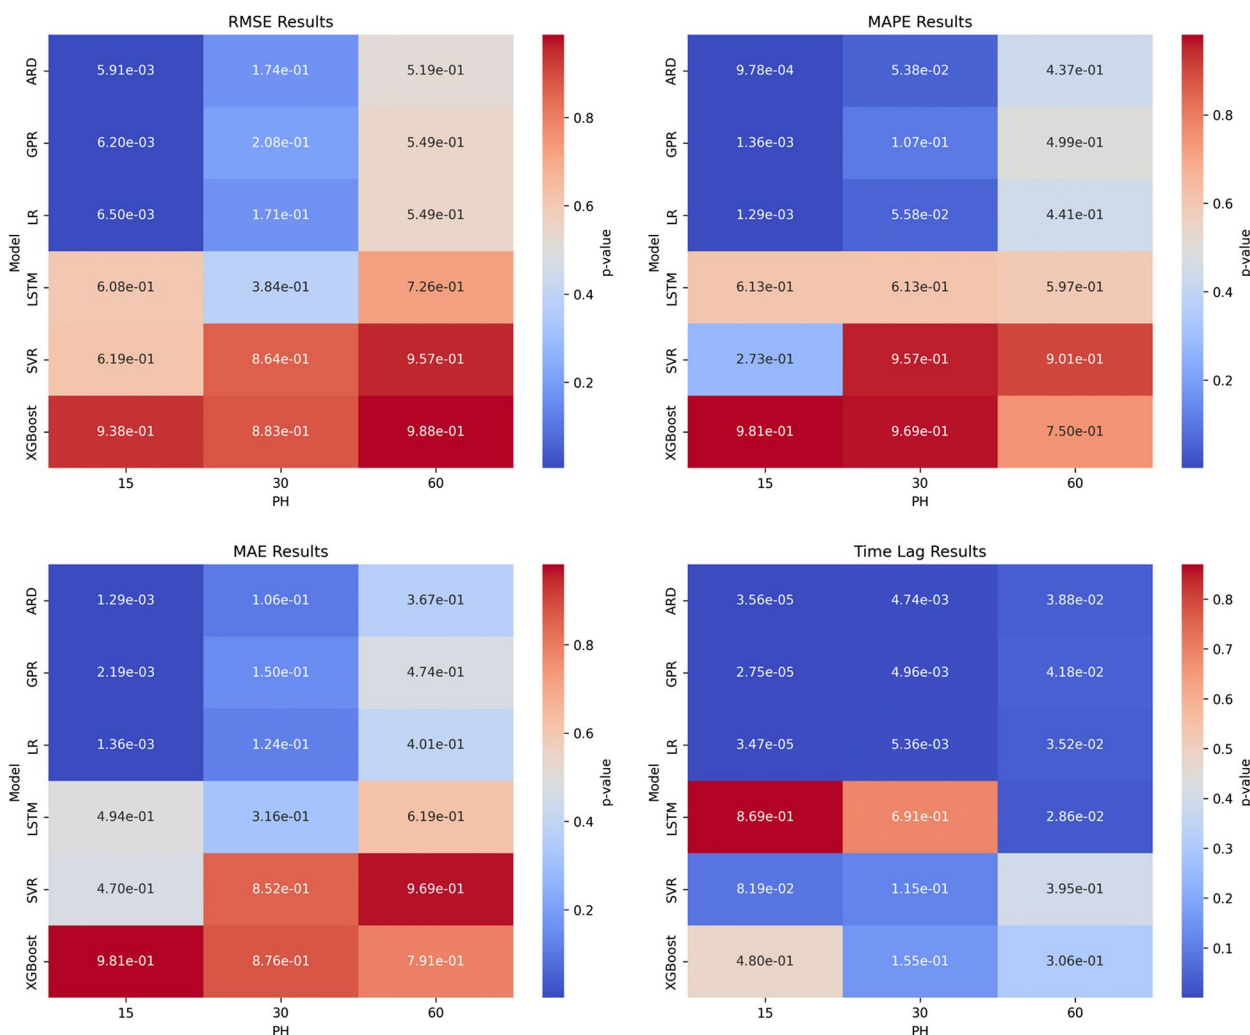 RMSE Results
ARD 5.91e-03 1.74e-01 5.19e-01
GPR 6.20e-03 2.08e-01 5.49e-01
LR 6.50e-03 1.71e-01 5.49e-01
LSTM 6.08e-01 3.84e-01 7.26e-01
SVR 6.19e-01 8.64e-01 9.57e-01
XGBoost 9.38e-01 8.83e-01 9.88e-01
15 30 60
PH
Model
0.8
0.6
0.4
0.2
p-value
MAPE Results
ARD 9.78e-04 5.38e-02 4.37e-01
GPR 1.36e-03 1.07e-01 4.99e-01
LR 1.29e-03 5.58e-02 4.41e-01
LSTM 6.13e-01 6.13e-01 5.97e-01
SVR 2.73e-01 9.57e-01 9.01e-01
XGBoost 9.81e-01 9.69e-01 7.50e-01
15 30 60
PH
Model
0.8
0.6
0.4
0.2
p-value
MAE Results
ARD 1.29e-03 1.06e-01 3.67e-01
GPR 2.19e-03 1.50e-01 4.74e-01
LR 1.36e-03 1.24e-01 4.01e-01
LSTM 4.94e-01 3.16e-01 6.19e-01
SVR 4.70e-01 8.52e-01 9.69e-01
XGBoost 9.81e-01 8.76e-01 7.91e-01
15 30 60
PH
Model
0.8
0.6
0.4
0.2
p-value
Time Lag Results
ARD 3.56e-05 4.74e-03 3.88e-02
GPR 2.75e-05 4.96e-03 4.18e-02
LR 3.47e-05 5.36e-03 3.52e-02
LSTM 8.69e-01 6.91e-01 2.86e-02
SVR 8.19e-02 1.15e-01 3.95e-01
XGBoost 4.80e-01 1.55e-01 3.06e-01
15 30 60
PH
Model
0.8
0.7
0.6
0.5
0.4
0.3
0.2
0.1
p-value